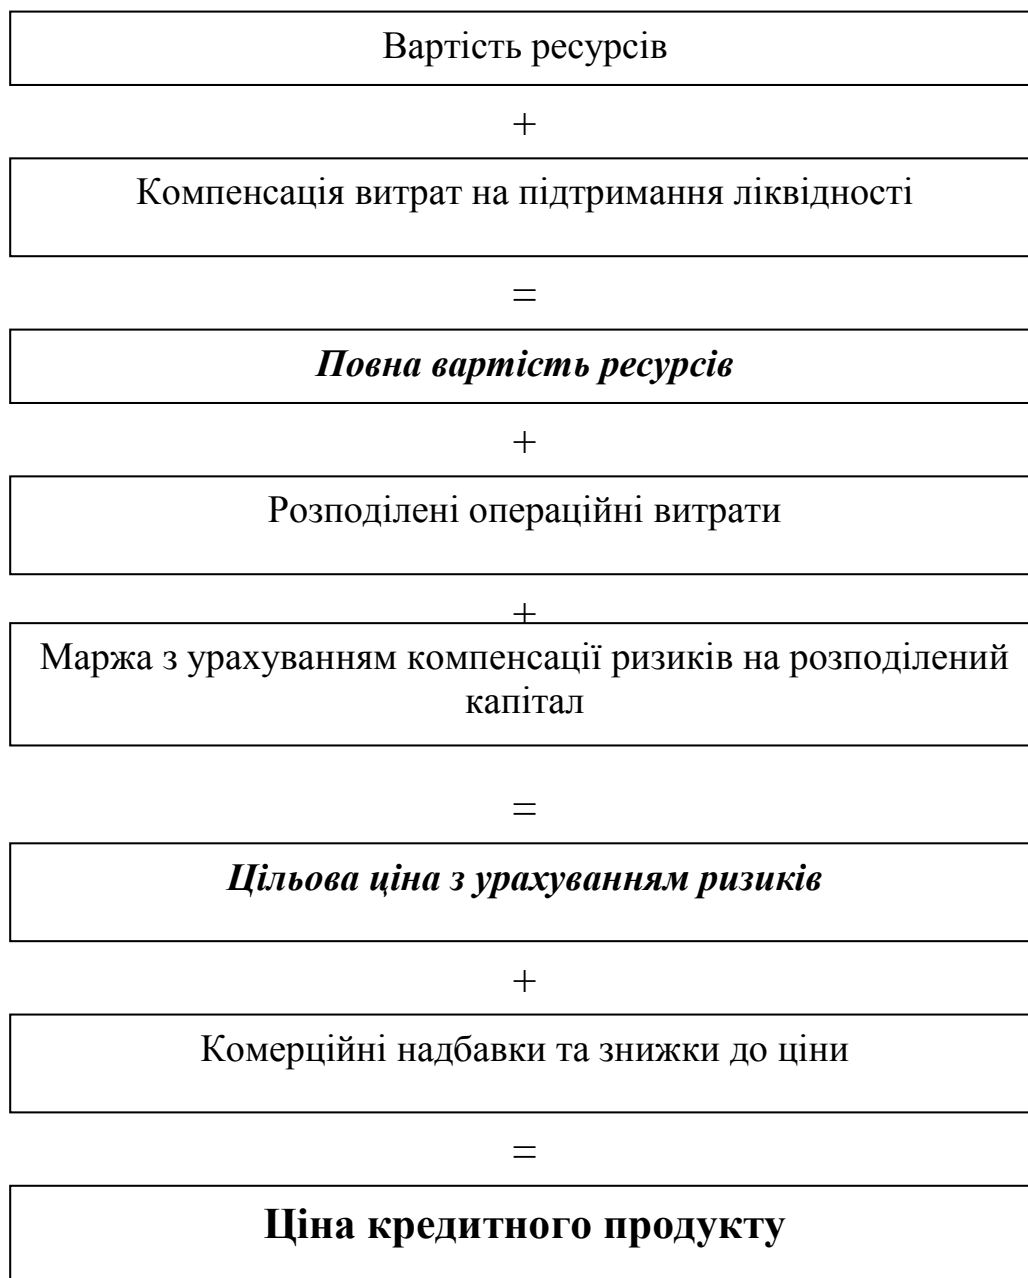 Вартість ресурсів
+
Компенсація витрат на підтримання ліквідності
=
Повна вартість ресурсів
+
Розподілені операційні витрати
+
Маржа з урахуванням компенсації ризиків на розподілений
капітал
=
Цільова ціна з урахуванням ризиків
+
Комерційні надбавки та знижки до ціни
=
Ціна кредитного продукту